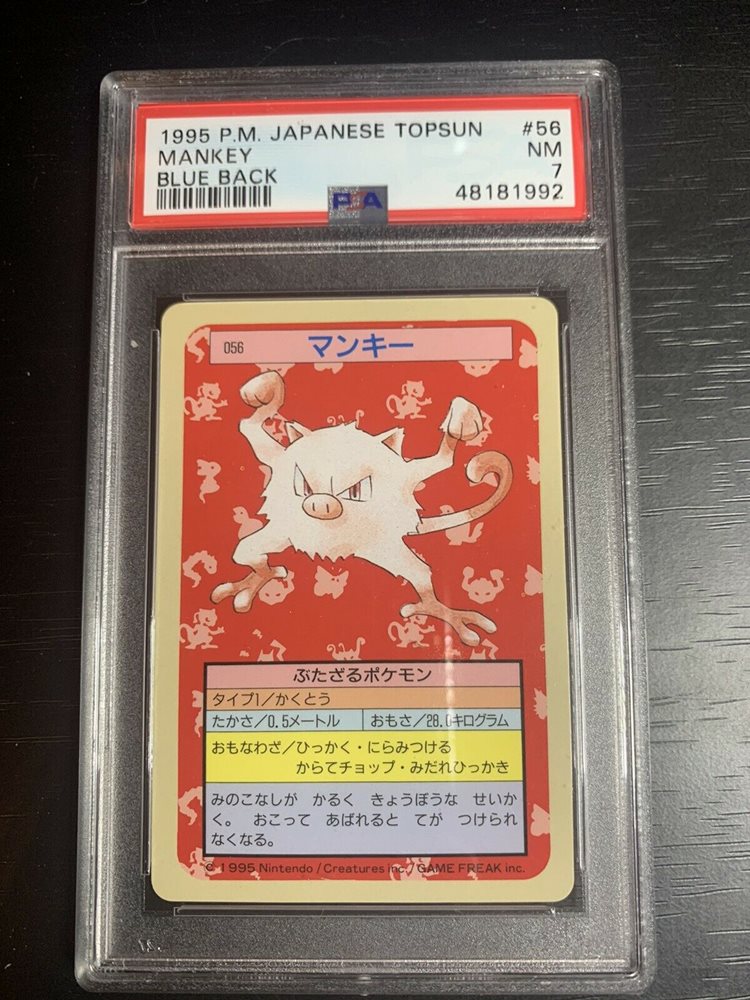 1995 P.M. JAPANESE TOPSUN #56
MANKEY NM
BLUE BACK 7
PSA 48181992
056 マンキー
ぶたざるポケモン
タイプ1/かくとう
たかさ/0.5メートル おもさ/28.0キログラム
おもなわざ/ひっかく・にらみつける
からてチョップ・みだれひっかき
みのこなしが かるく きょうぼうな せいか
く。 おこって あばれると てが つけられ
なくなる。
© 1995 Nintendo / Creatures inc. / GAME FREAK inc.